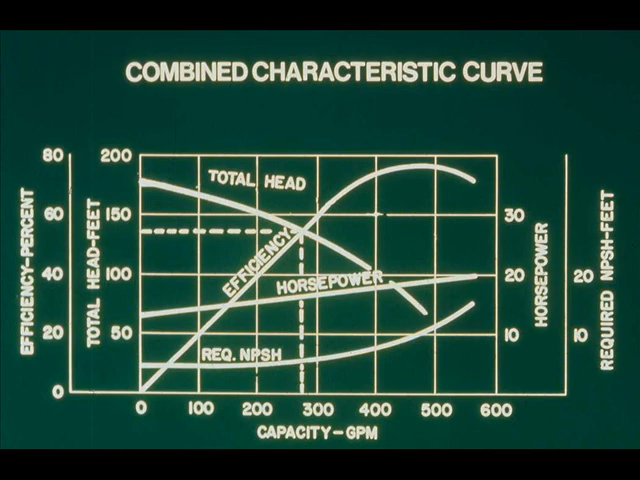 COMBINED CHARACTERISTIC CURVE
80
200
TOTAL HEAD
60
150
30
EFFICIENCY
EFFICIENCY-PERCENT
TOTAL HEAD-FEET
HORSEPOWER
REQUIRED NPSH-FEET
40
100
HORSEPOWER
20
20
20
50
10
10
REQ. NPSH
0
0
100
200
300
400
500
600
CAPACITY-GPM